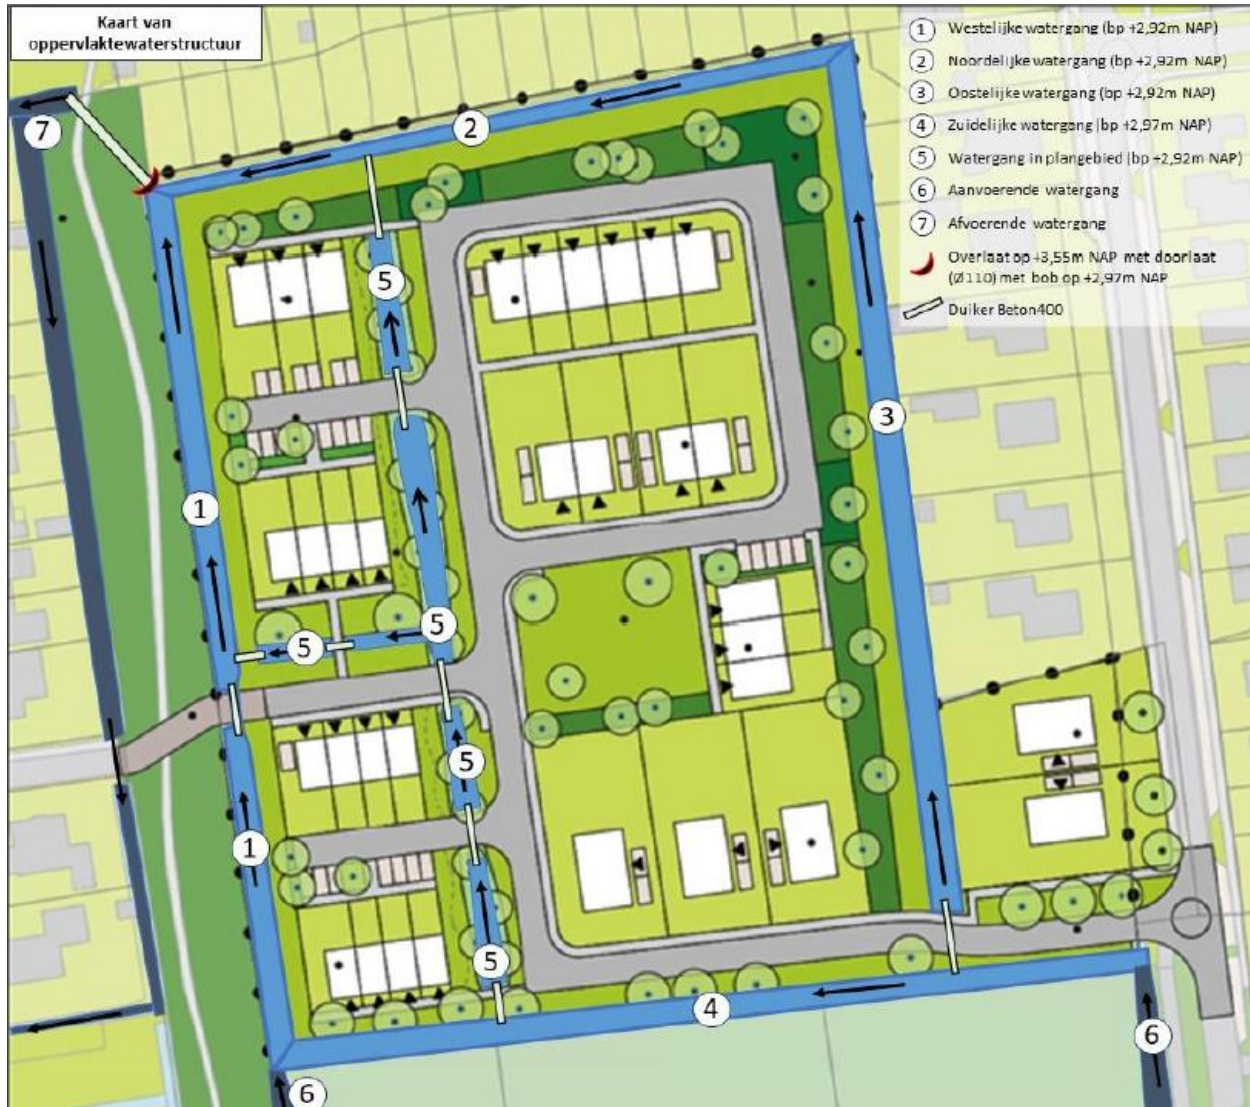 Kaart van
oppervlaktewaterstructuur
1 Westelijke watergang (bp +2,92m NAP)
2 Noordelijke watergang (bp +2,92m NAP)
3 Oostelijke watergang (bp +2,92m NAP)
4 Zuidelijke watergang (bp +2,97m NAP)
5 Watergang in plangebied (bp +2,92m NAP)
6 Aanvoerende watergang
7 Afvoerende watergang
Overlaat op +3,55m NAP met doorlaat
(Ø110) met bob op +2,97m NAP
Duiker Beton400
7
2
5
3
1
5
5
5
1
5
4
6
6